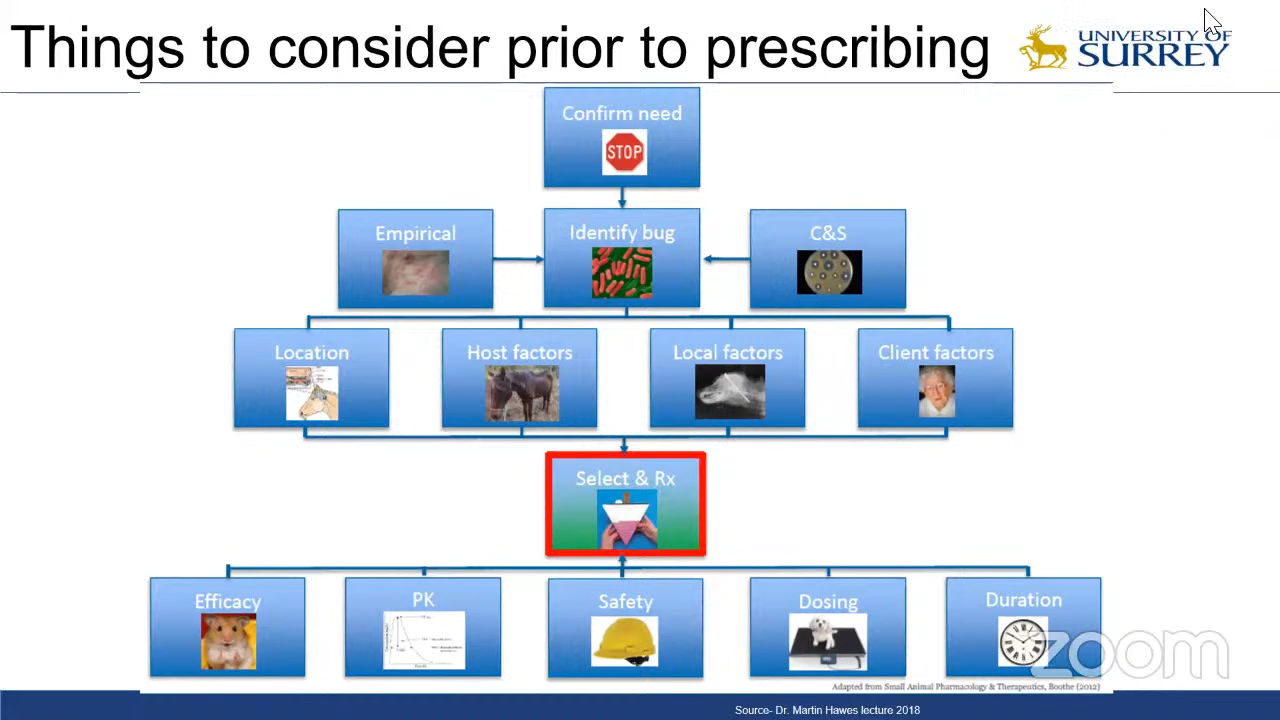 Things to consider prior to prescribing
UNIVERSITY OF
SURREY
Confirm need
STOP
Empirical
Identify bug
C&S
Location
Host factors
Local factors
Client factors
Select & Rx
Efficacy
PK
Safety
Dosing
Duration
zoom
Adapted from Small Animal Pharmacology & Therapeutics, Boothe (2012)
Source- Dr. Martin Hawes lecture 2018